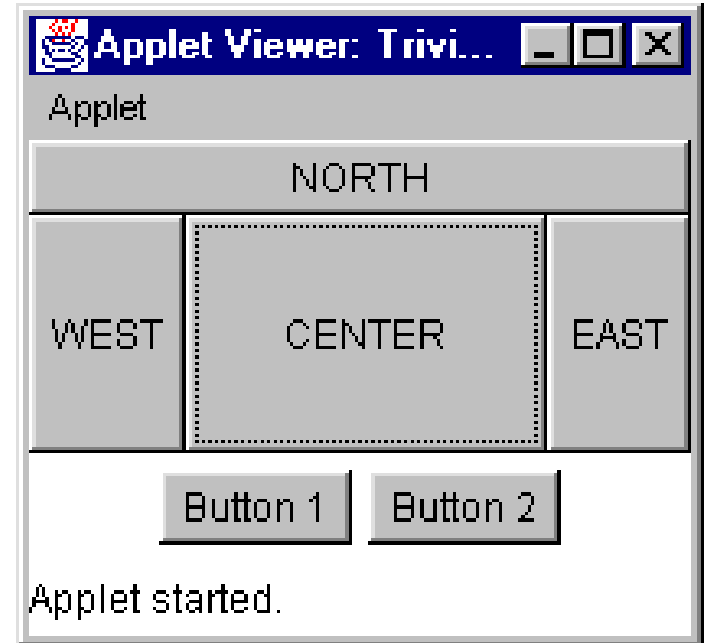 Applet Viewer: Trivi...
Applet
NORTH
WEST CENTER EAST
Button 1 Button 2
Applet started.